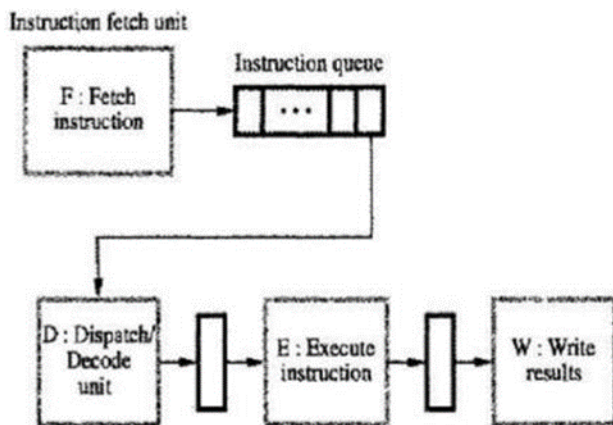 Instruction fetch unit
F : Fetch
instruction
Instruction queue
...
D : Dispatch/
Decode
unit
E : Execute
instruction
W : Write
results